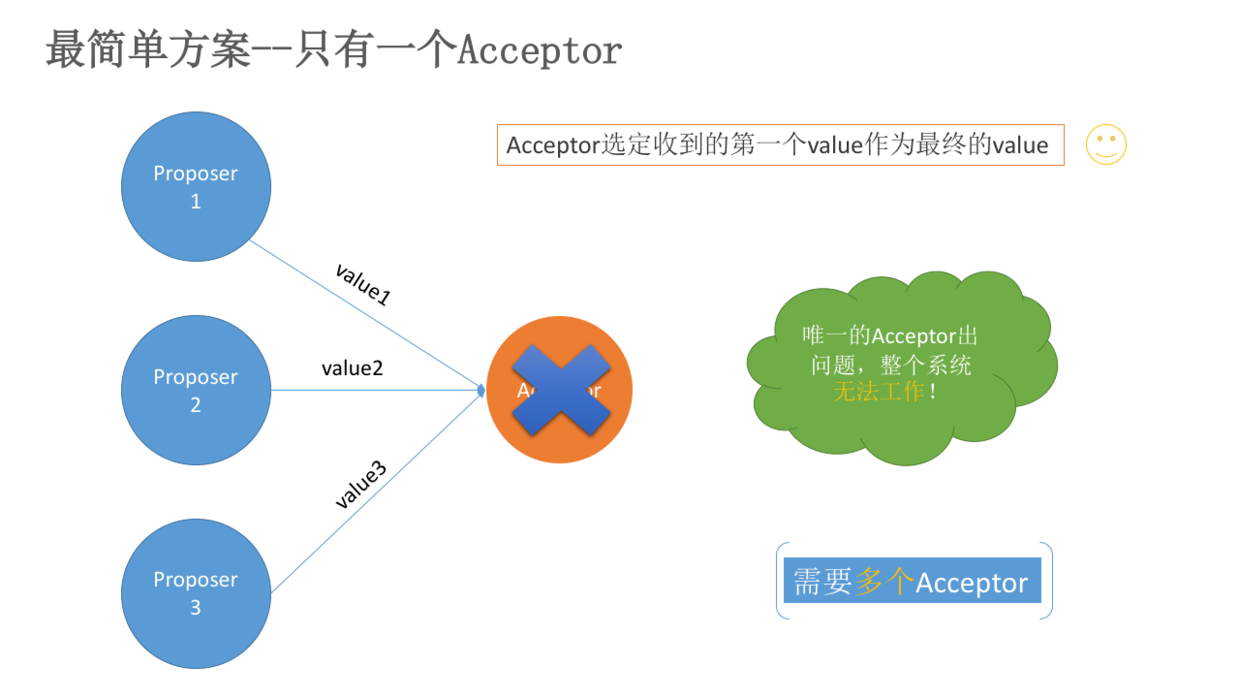 最简单方案--只有一个Acceptor
Proposer
1
Acceptor选定收到的第一个value作为最终的value
value1
唯一的Acceptor出
问题，整个系统
无法工作！
Proposer
2
value2
value3
Proposer
3
需要多个Acceptor